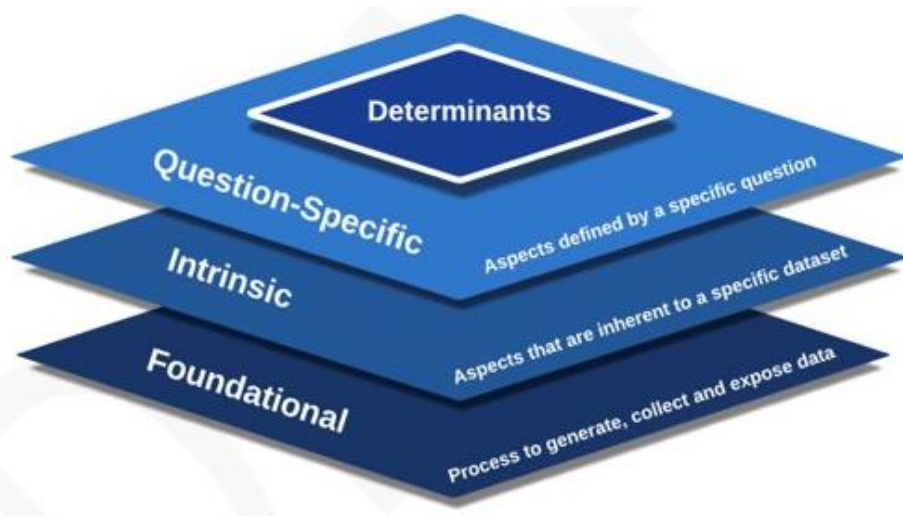 Determinants
Question-Specific
Aspects defined by a specific question
Intrinsic
Aspects that are inherent to a specific dataset
Foundational
Process to generate, collect and expose data